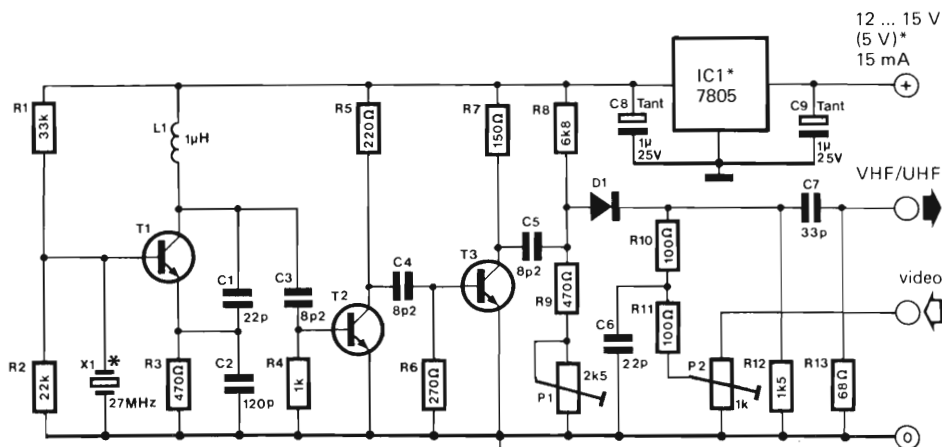 12 ... 15 V
(5 V)*
15 mA
+
IC1*
7805
C8 Tant
1µ
25V
C9 Tant
1µ
25V
R1
33k
L1
1µH
R5
220Ω
R7
150Ω
R8
6k8
VHF/UHF
D1
C7
33p
T1
C1
22p
C3
8p2
T2
C4
8p2
T3
C5
8p2
R9
470Ω
R10
100Ω
R11
100Ω
C6
22p
video
R2
22k
X1
*
27MHz
R3
470Ω
C2
120p
R4
1k
R6
270Ω
P1
2k5
P2
1k
R12
1k5
R13
68Ω
0